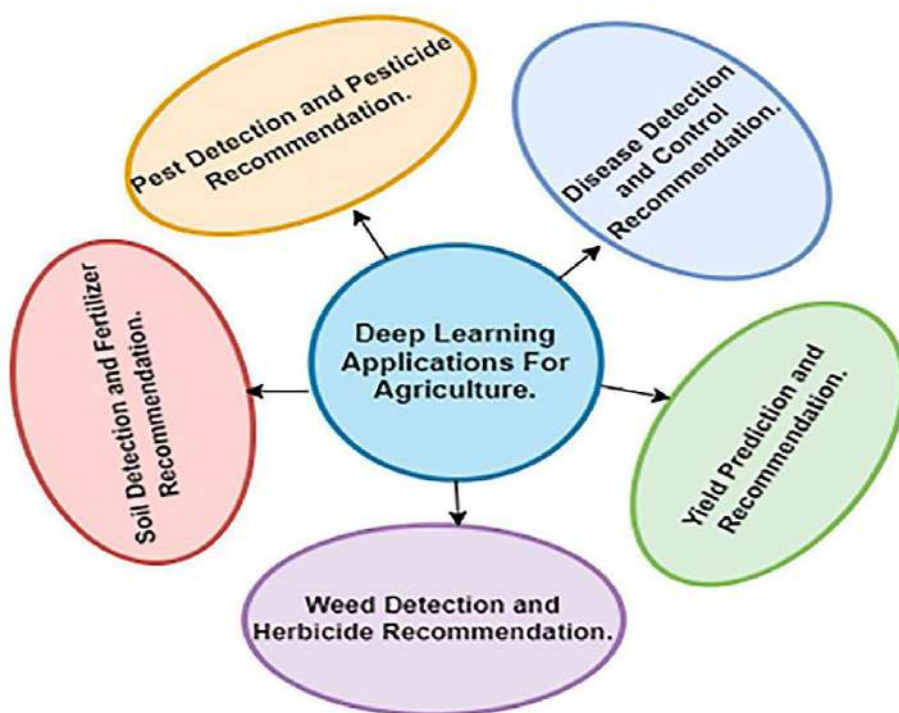 Pest Detection and Pesticide
Recommendation.
Disease Detection
and Control
Recommendation.
Deep Learning
Applications For
Agriculture.
Soil Detection and Fertilizer
Recommendation.
Yield Prediction and
Recommendation.
Weed Detection and
Herbicide Recommendation.